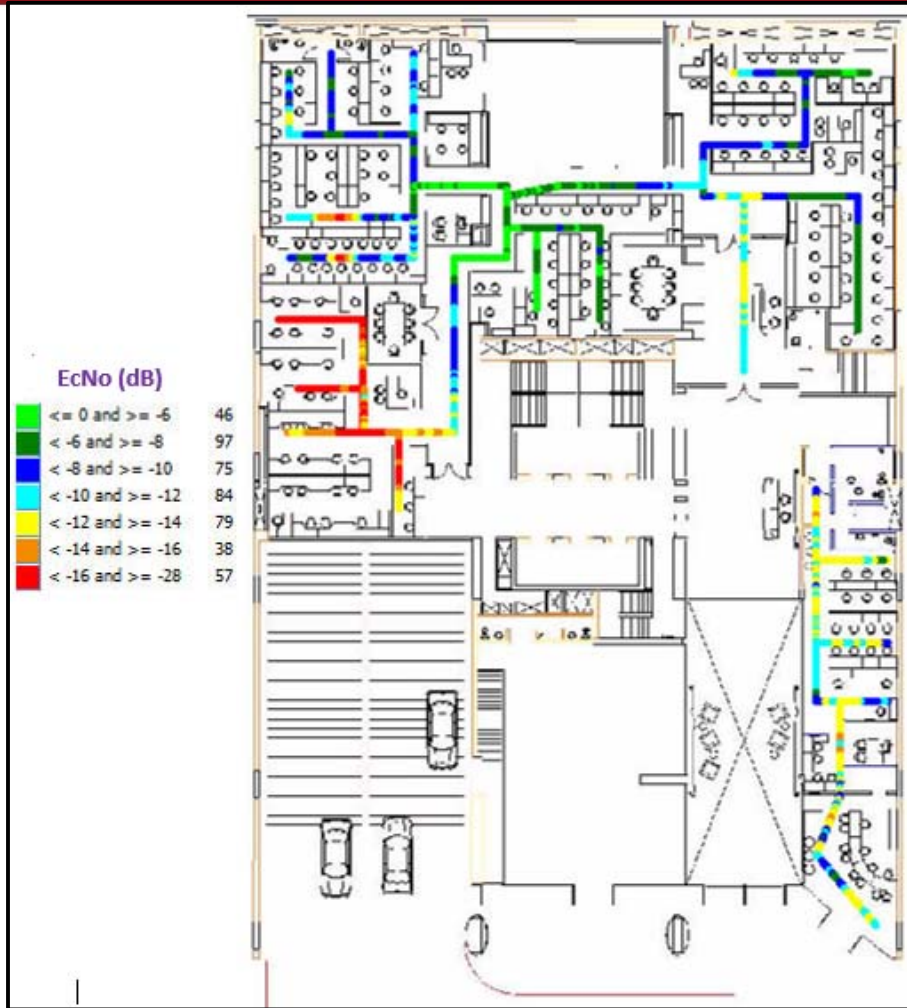 EcNo (dB)
<= 0 and >= -6 46
< -6 and >= -8 97
< -8 and >= -10 75
< -10 and >= -12 84
< -12 and >= -14 79
< -14 and >= -16 38
< -16 and >= -28 57